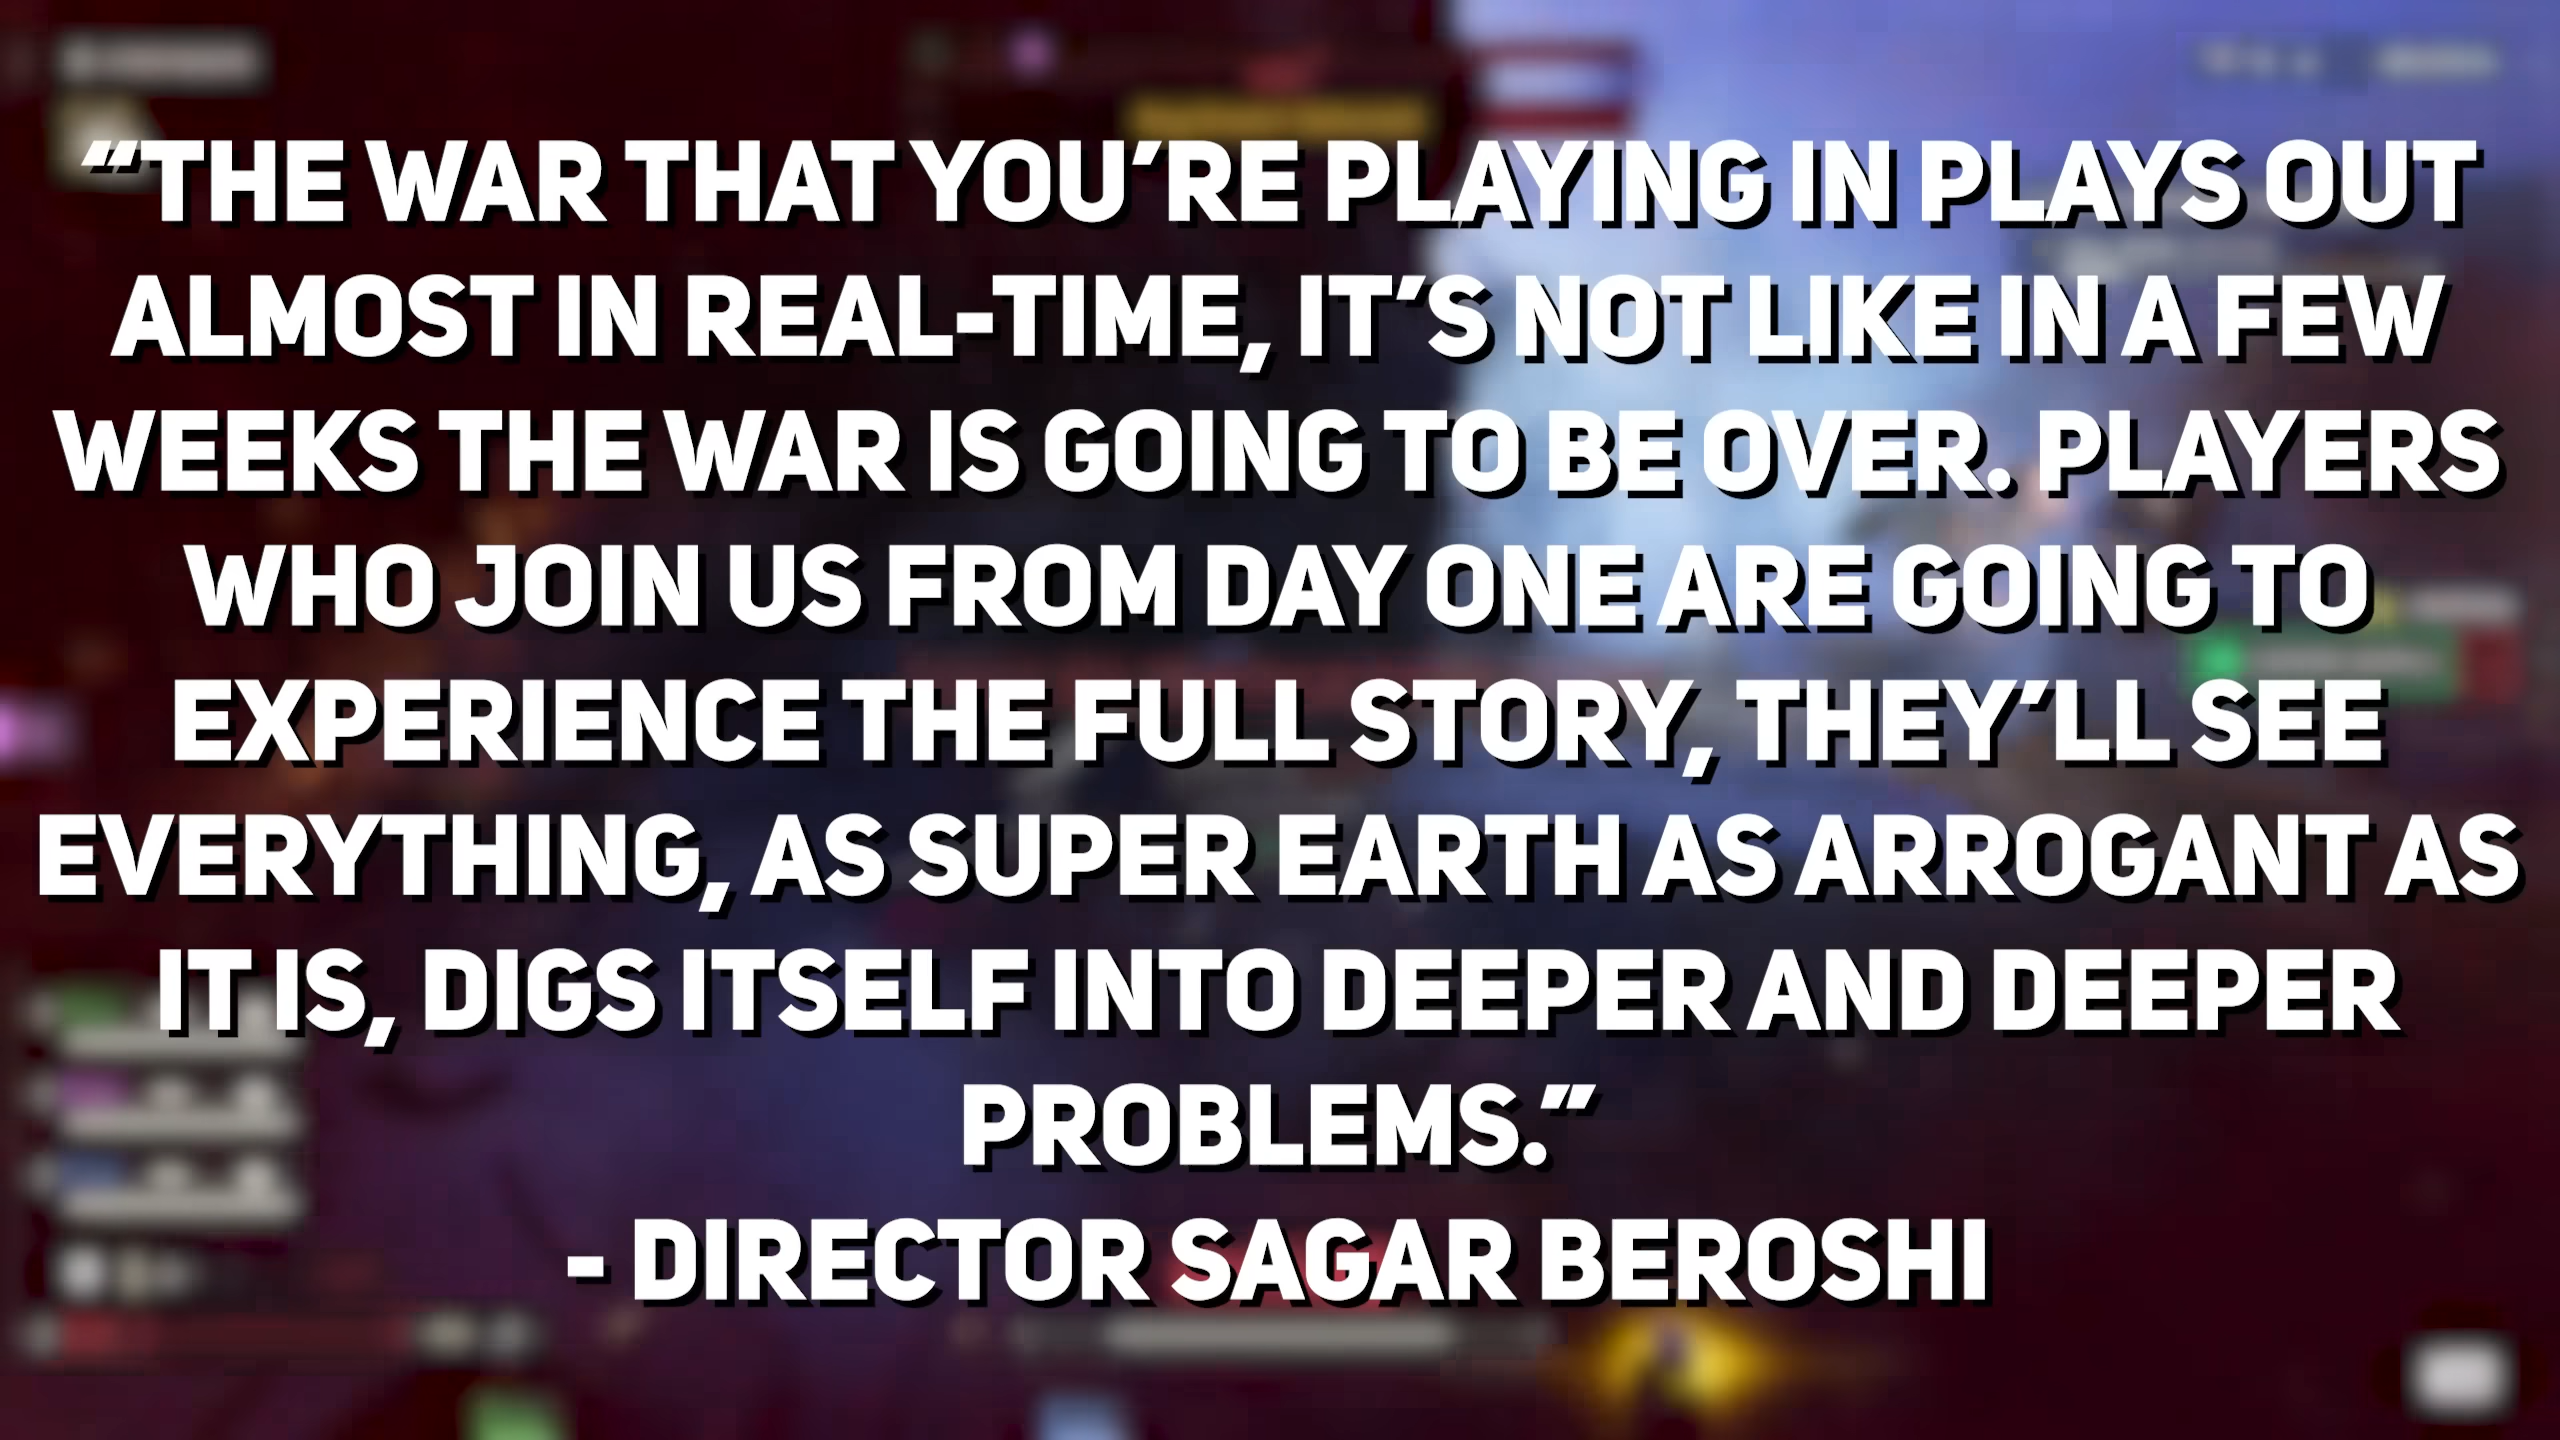 “THE WAR THAT YOU’RE PLAYING IN PLAYS OUT
ALMOST IN REAL-TIME, IT’S NOT LIKE IN A FEW
WEEKS THE WAR IS GOING TO BE OVER. PLAYERS
WHO JOIN US FROM DAY ONE ARE GOING TO
EXPERIENCE THE FULL STORY, THEY’LL SEE
EVERYTHING, AS SUPER EARTH AS ARROGANT AS
IT IS, DIGS ITSELF INTO DEEPER AND DEEPER
PROBLEMS.”
- DIRECTOR SAGAR BEROSHI